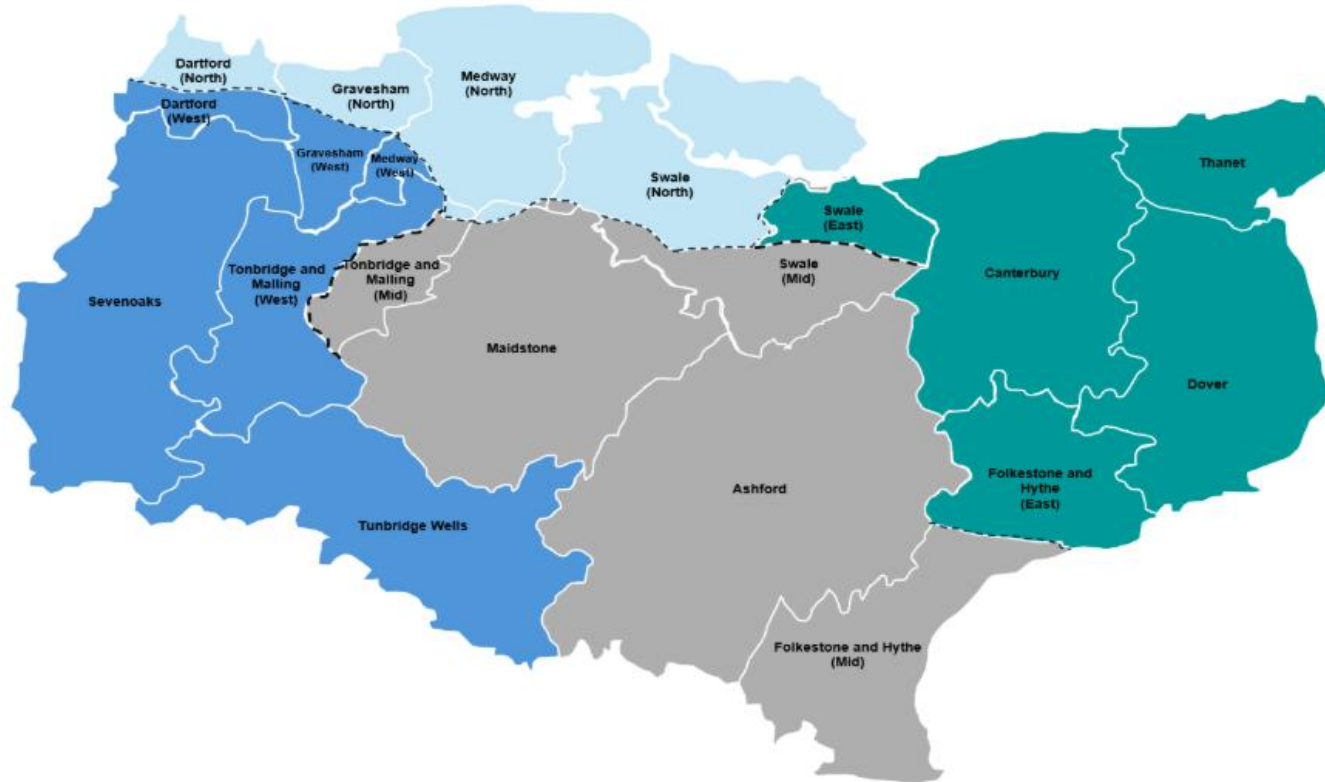 Dartford
(North)
Gravesham
(North)
Medway
(North)
Dartford
(West)
Gravesham
(West)
Medway
(West)
Swale
(North)
Thanet
Swale
(East)
Tonbridge and
Malling
(West)
Tonbridge and
Malling
(Mid)
Swale
(Mid)
Canterbury
Sevenoaks
Maidstone
Dover
Ashford
Folkestone and
Hythe
(East)
Tunbridge Wells
Folkestone and Hythe
(Mid)